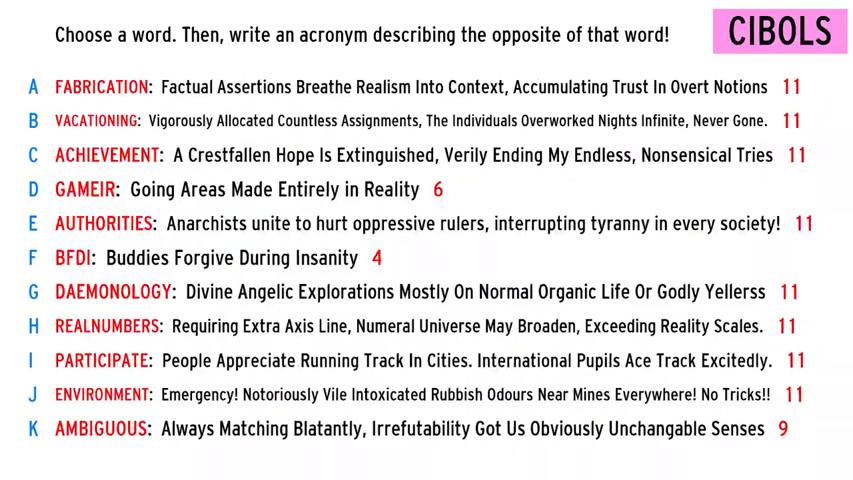 Choose a word. Then, write an acronym describing the opposite of that word!
CIBOLS
A FABRICATION: Factual Assertions Breathe Realism Into Context, Accumulating Trust In Overt Notions 11
B VACATIONING: Vigorously Allocated Countless Assignments, The Individuals Overworked Nights Infinite, Never Gone. 11
C ACHIEVEMENT: A Crestfallen Hope Is Extinguished, Verily Ending My Endless, Nonsensical Tries 11
D GAMEIR: Going Areas Made Entirely in Reality 6
E AUTHORITIES: Anarchists unite to hurt oppressive rulers, interrupting tyranny in every society! 11
F BFDI: Buddies Forgive During Insanity 4
G DAEMONOLOGY: Divine Angelic Explorations Mostly On Normal Organic Life Or Godly Yellerss 11
H REALNUMBERS: Requiring Extra Axis Line, Numeral Universe May Broaden, Exceeding Reality Scales. 11
I PARTICIPATE: People Appreciate Running Track In Cities. International Pupils Ace Track Excitedly. 11
J ENVIRONMENT: Emergency! Notoriously Vile Intoxicated Rubbish Odours Near Mines Everywhere! No Tricks!! 11
K AMBIGUOUS: Always Matching Blatantly, Irrefutability Got Us Obviously Unchangable Senses 9